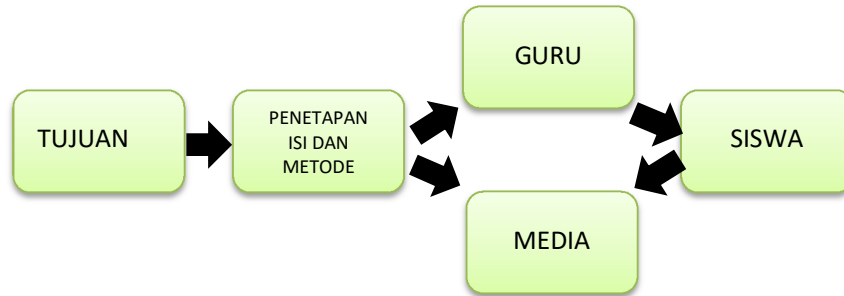 TUJUAN
PENETAPAN
ISI DAN
METODE
GURU
MEDIA
SISWA